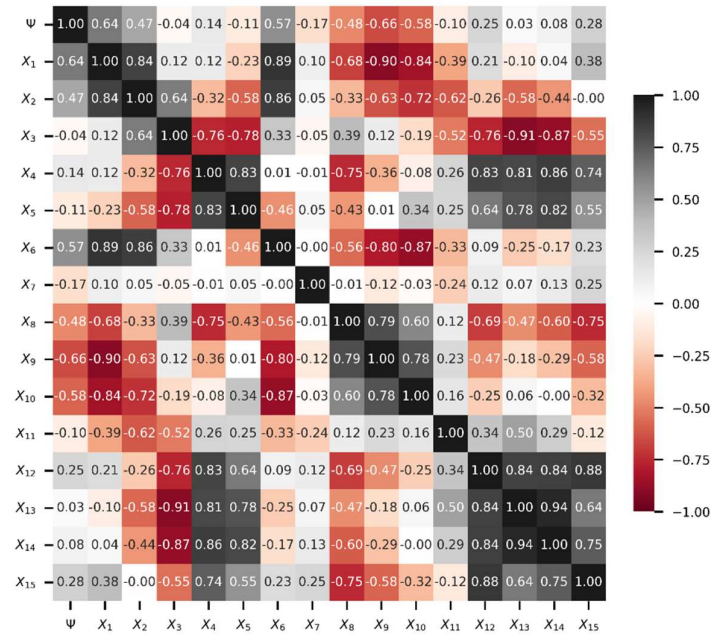 Ψ 1.00 0.64 0.47 -0.04 0.14 -0.11 0.57 -0.17 -0.48 -0.66 -0.58 -0.10 0.25 0.03 0.08 0.28
X₁ 0.64 1.00 0.84 0.12 0.12 -0.23 0.89 0.10 -0.68 -0.90 -0.84 -0.39 0.21 -0.10 0.04 0.38
X₂ 0.47 0.84 1.00 0.64 -0.32 -0.58 0.86 0.05 -0.33 -0.63 -0.72 -0.62 -0.26 -0.58 -0.44 -0.00
X₃ -0.04 0.12 0.64 1.00 -0.76 -0.78 0.33 -0.05 0.39 0.12 -0.19 -0.52 -0.76 -0.91 -0.87 -0.55
X₄ 0.14 0.12 -0.32 -0.76 1.00 0.83 0.01 -0.01 -0.75 -0.36 -0.08 0.26 0.83 0.81 0.86 0.74
X₅ -0.11 -0.23 -0.58 -0.78 0.83 1.00 -0.46 0.05 -0.43 0.01 0.34 0.25 0.64 0.78 0.82 0.55
X₆ 0.57 0.89 0.86 0.33 0.01 -0.46 1.00 -0.00 -0.56 -0.80 -0.87 -0.33 0.09 -0.25 -0.17 0.23
X₇ -0.17 0.10 0.05 -0.05 -0.01 0.05 -0.00 1.00 -0.01 -0.12 -0.03 -0.24 0.12 0.07 0.13 0.25
X₈ -0.48 -0.68 -0.33 0.39 -0.75 -0.43 -0.56 -0.01 1.00 0.79 0.60 0.12 -0.69 -0.47 -0.60 -0.75
X₉ -0.66 -0.90 -0.63 0.12 -0.36 0.01 -0.80 -0.12 0.79 1.00 0.78 0.23 -0.47 -0.18 -0.29 -0.58
X₁₀ -0.58 -0.84 -0.72 -0.19 -0.08 0.34 -0.87 -0.03 0.60 0.78 1.00 0.16 -0.25 0.06 -0.00 -0.32
X₁₁ -0.10 -0.39 -0.62 -0.52 0.26 0.25 -0.33 -0.24 0.12 0.23 0.16 1.00 0.34 0.50 0.29 -0.12
X₁₂ 0.25 0.21 -0.26 -0.76 0.83 0.64 0.09 0.12 -0.69 -0.47 -0.25 0.34 1.00 0.84 0.84 0.88
X₁₃ 0.03 -0.10 -0.58 -0.91 0.81 0.78 -0.25 0.07 -0.47 -0.18 0.06 0.50 0.84 1.00 0.94 0.64
X₁₄ 0.08 0.04 -0.44 -0.87 0.86 0.82 -0.17 0.13 -0.60 -0.29 -0.00 0.29 0.84 0.94 1.00 0.75
X₁₅ 0.28 0.38 -0.00 -0.55 0.74 0.55 0.23 0.25 -0.75 -0.58 -0.32 -0.12 0.88 0.64 0.75 1.00
Ψ X₁ X₂ X₃ X₄ X₅ X₆ X₇ X₈ X₉ X₁₀ X₁₁ X₁₂ X₁₃ X₁₄ X₁₅
1.00
0.75
0.50
0.25
0.00
−0.25
−0.50
−0.75
−1.00